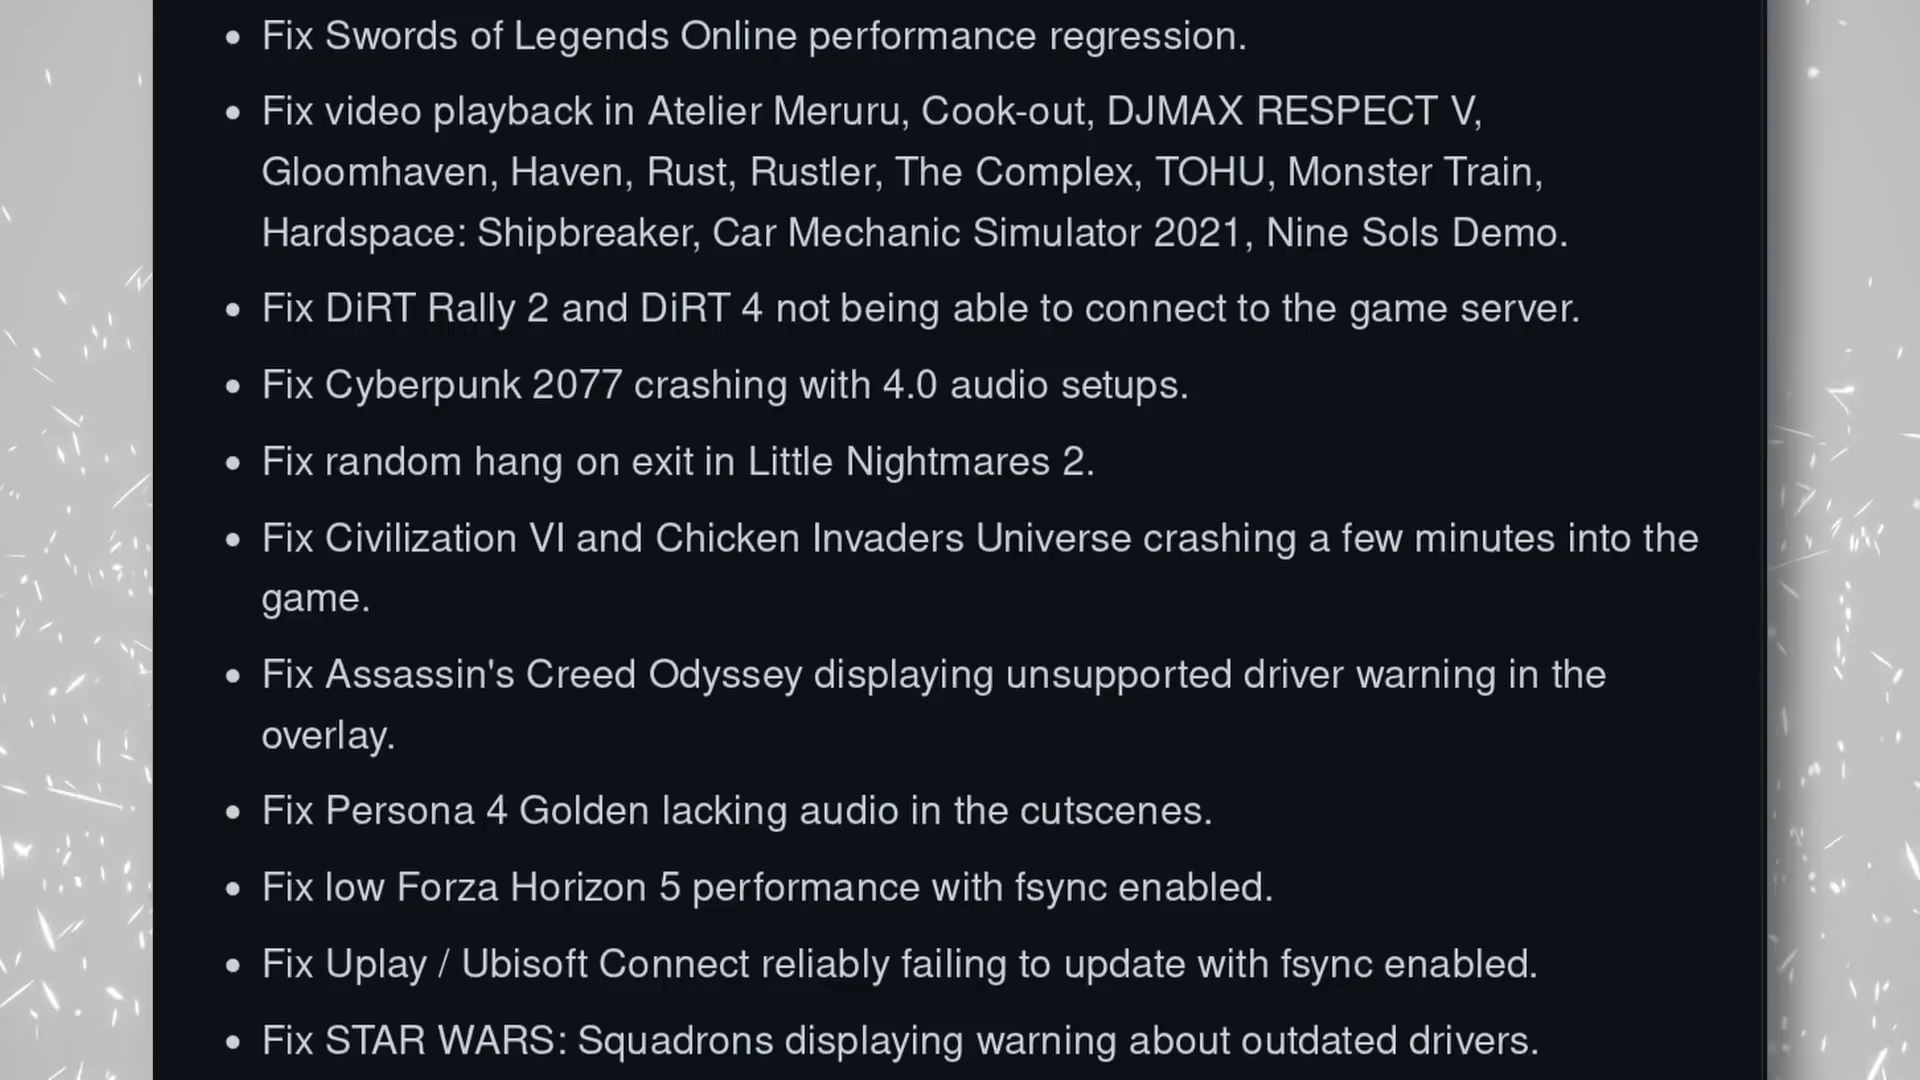 • Fix Swords of Legends Online performance regression.
• Fix video playback in Atelier Meruru, Cook-out, DJMAX RESPECT V,
Gloomhaven, Haven, Rust, Rustler, The Complex, TOHU, Monster Train,
Hardspace: Shipbreaker, Car Mechanic Simulator 2021, Nine Sols Demo.
• Fix DiRT Rally 2 and DiRT 4 not being able to connect to the game server.
• Fix Cyberpunk 2077 crashing with 4.0 audio setups.
• Fix random hang on exit in Little Nightmares 2.
• Fix Civilization VI and Chicken Invaders Universe crashing a few minutes into the
game.
• Fix Assassin's Creed Odyssey displaying unsupported driver warning in the
overlay.
• Fix Persona 4 Golden lacking audio in the cutscenes.
• Fix low Forza Horizon 5 performance with fsync enabled.
• Fix Uplay / Ubisoft Connect reliably failing to update with fsync enabled.
• Fix STAR WARS: Squadrons displaying warning about outdated drivers.